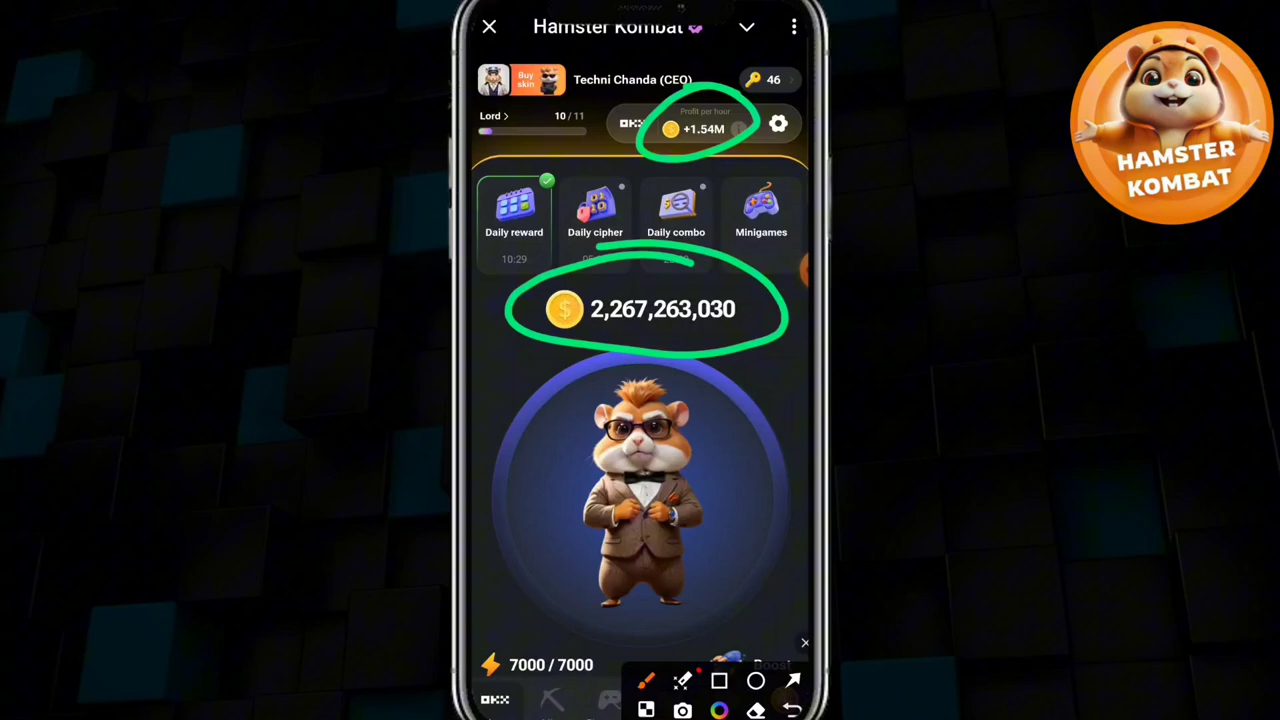 Hamster Kombat
Buy skin
Techni Chanda (CEO)
46
Lord
10 / 11
Profit per hour
+1.54M
Daily reward
Daily cipher
Daily combo
Minigames
10:29
$ 2,267,263,030
7000 / 7000
Boost
HAMSTER
KOMBAT